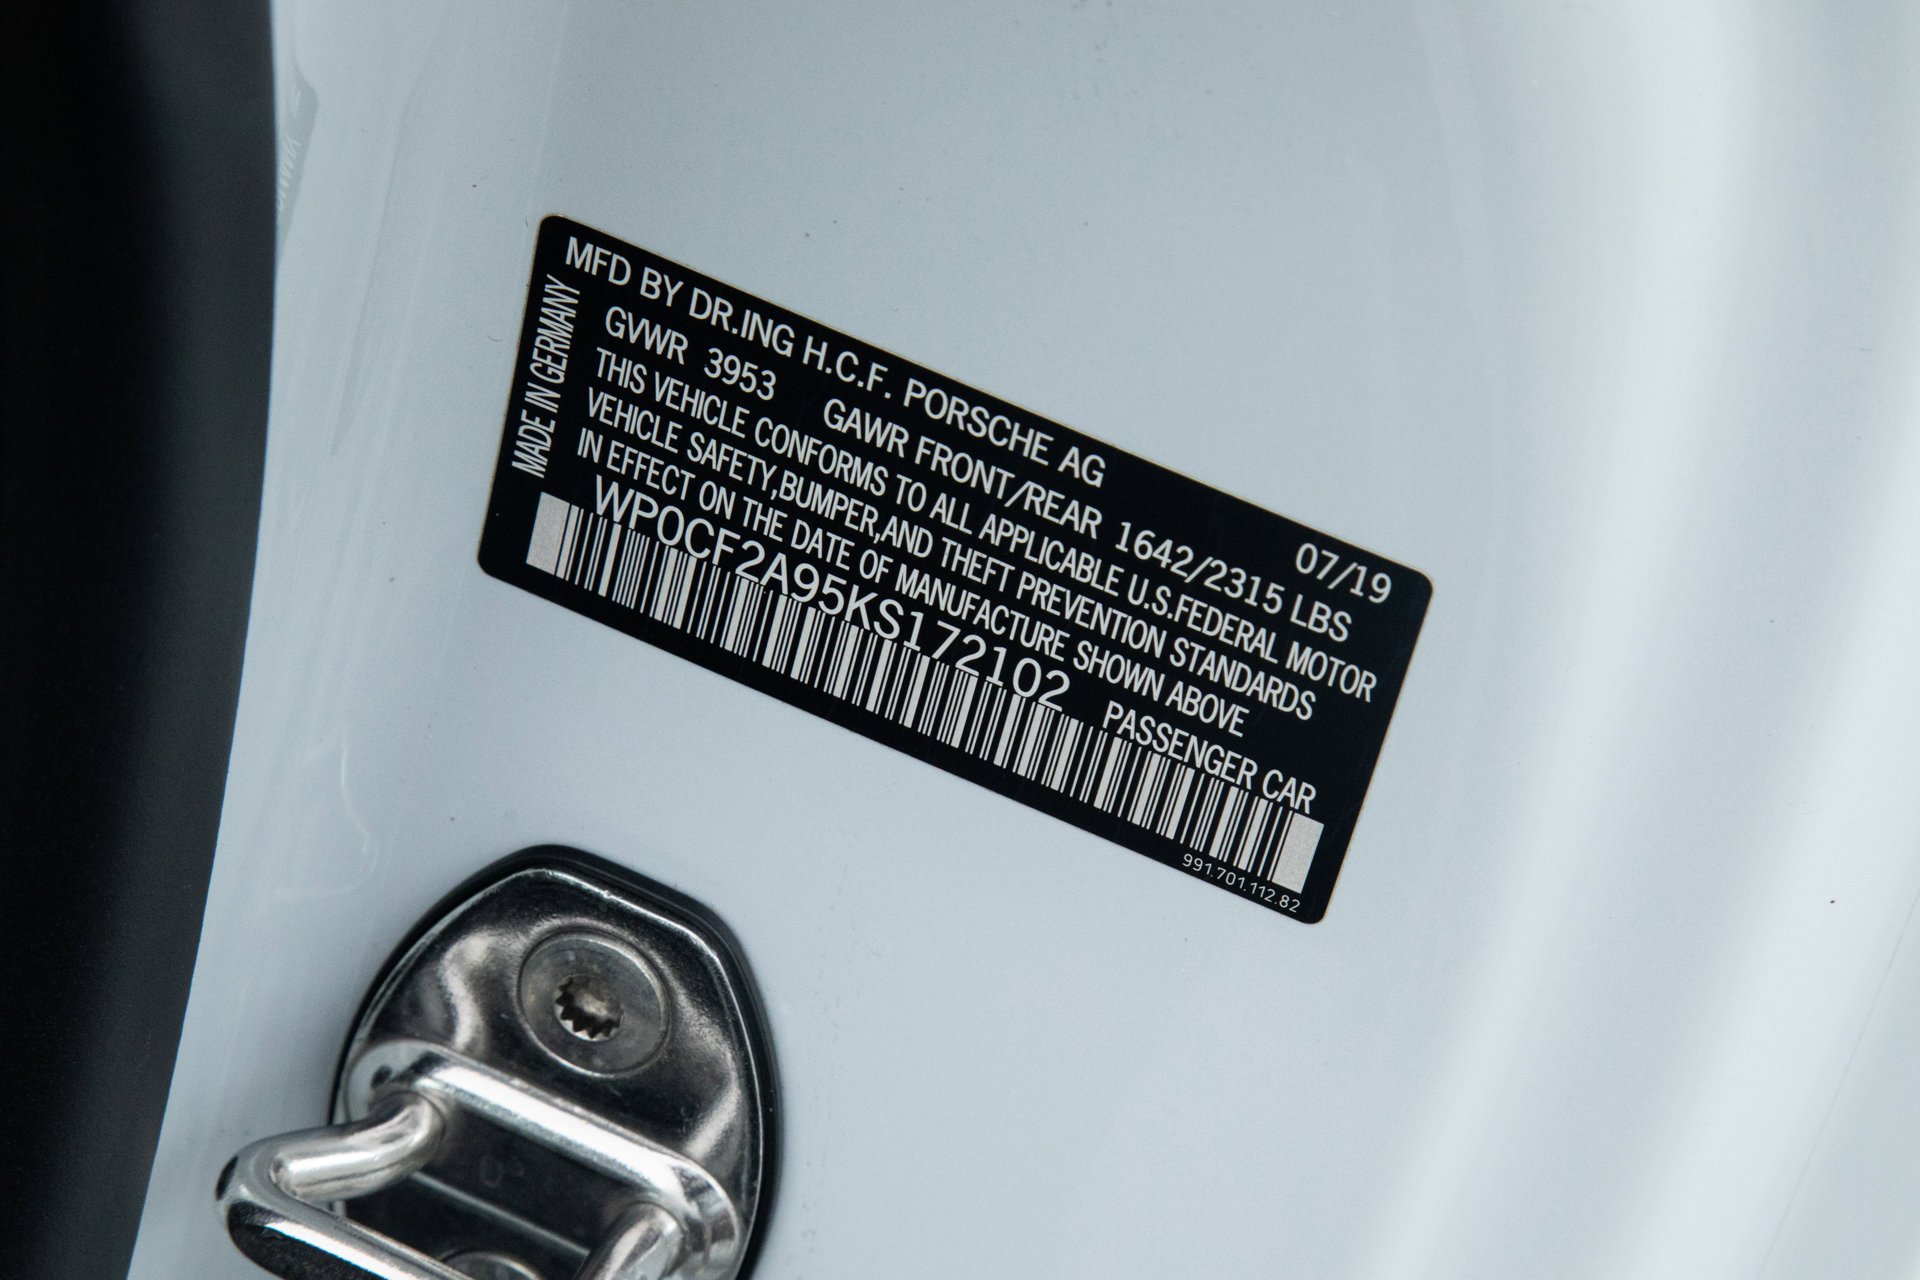 MFD BY DR.ING H.C.F. PORSCHE AG 07/19
GVWR 3953 GAWR FRONT/REAR 1642/2315 LBS
THIS VEHICLE CONFORMS TO ALL APPLICABLE U.S.FEDERAL MOTOR
VEHICLE SAFETY,BUMPER,AND THEFT PREVENTION STANDARDS
IN EFFECT ON THE DATE OF MANUFACTURE SHOWN ABOVE
WP0CF2A95KS172102 PASSENGER CAR
991.701.112.82
MADE IN GERMANY